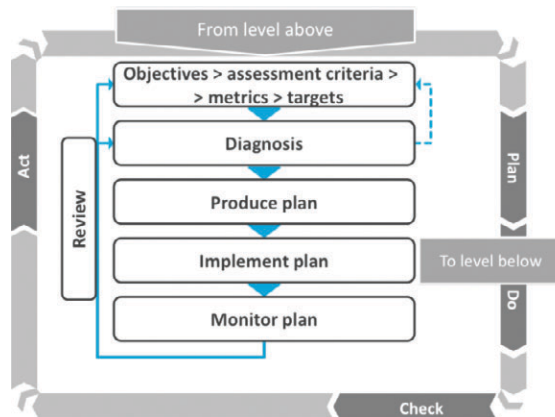 From level above
Objectives > assessment criteria >
> metrics > targets
Diagnosis
Produce plan
Implement plan
Monitor plan
Review
Act
Plan
To level below
Do
Check